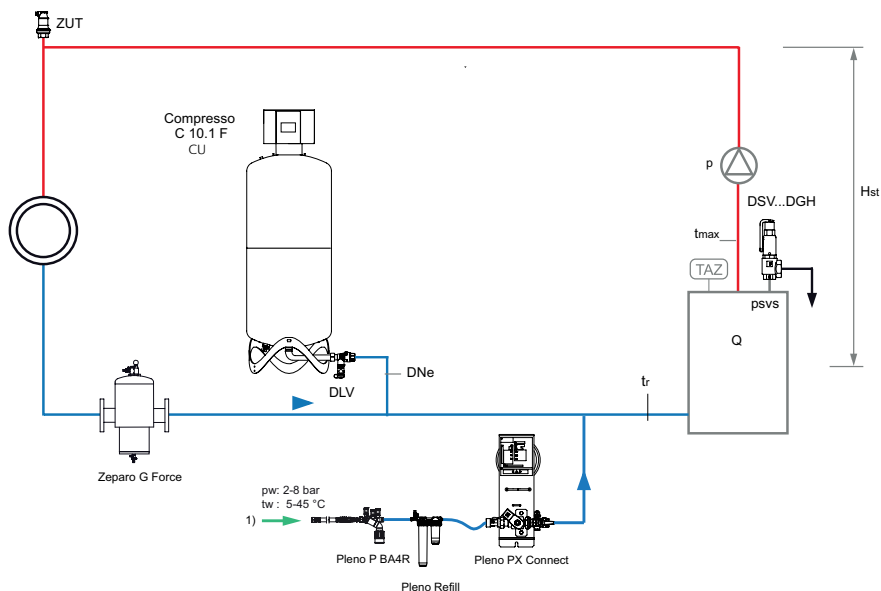 ZUT
Compresso
C 10.1 F
CU
p
Hst
DSV...DGH
tmax
TAZ
psvs
Q
DNe
DLV
tr
Zeparo G Force
pw: 2-8 bar
tw : 5-45 °C
1)
Pleno P BA4R
Pleno PX Connect
Pleno Refill